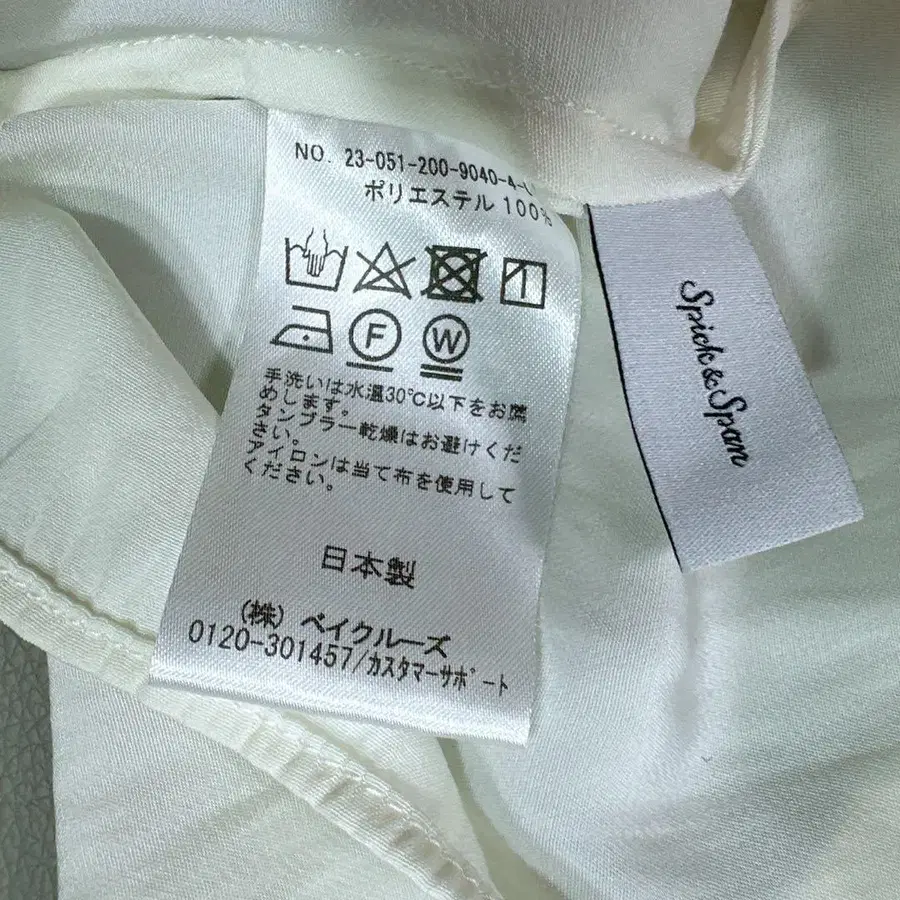 NO. 23-051-200-9040-4-
ポリエステル 100%
F
W
手洗いは水温30℃以下をお薦
めします。
タンブラー乾燥はお避けくだ
さい。
アイロンは当て布を使用して
ください。
日本製
(株) ベイクルーズ
0120-301457/カスタマーサポート
Spick&Span